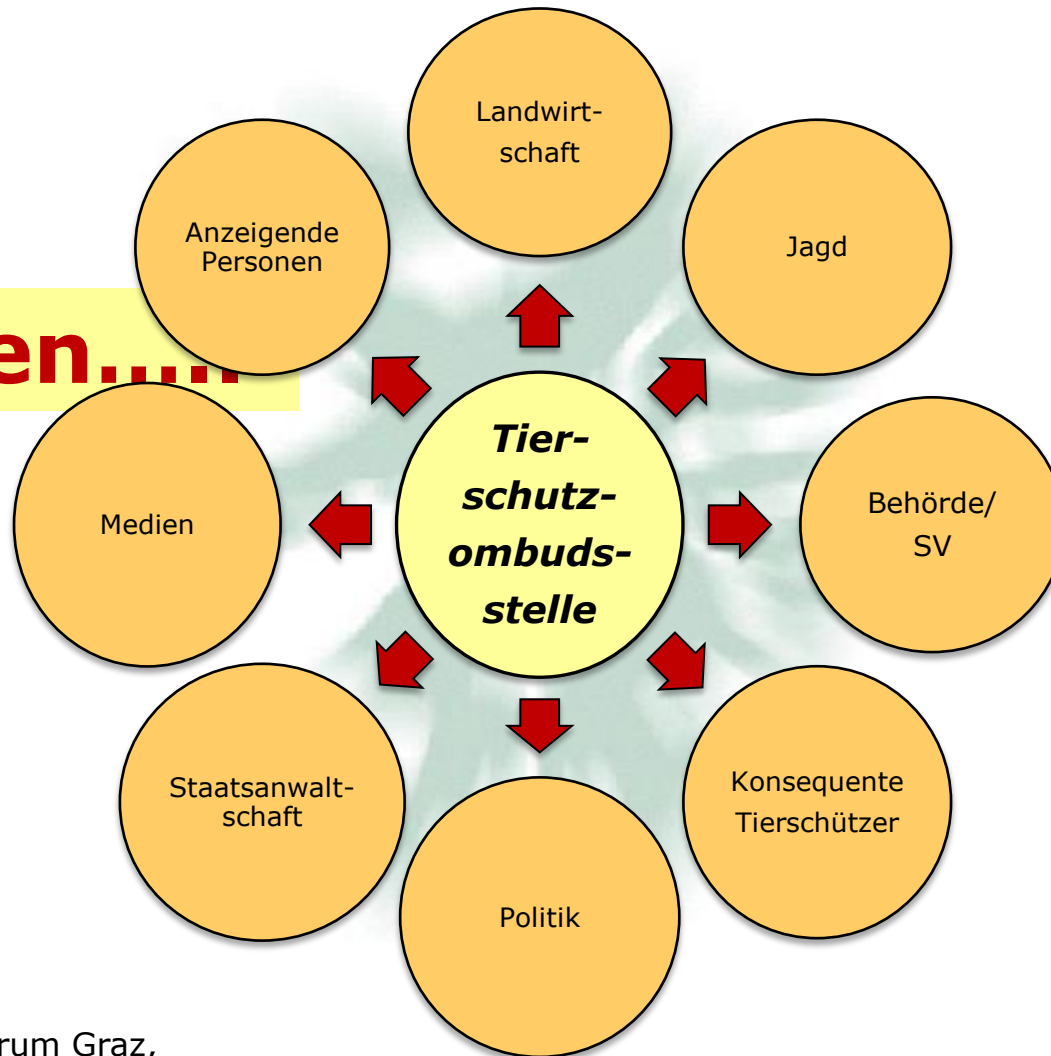 Landwirt-
schaft
Anzeigende
Personen
Jagd
en.....
Tier-
schutz-
ombuds-
stelle
Medien
Behörde/
SV
Staatsanwalt-
schaft
Konsequente
Tierschützer
Politik
rum Graz,